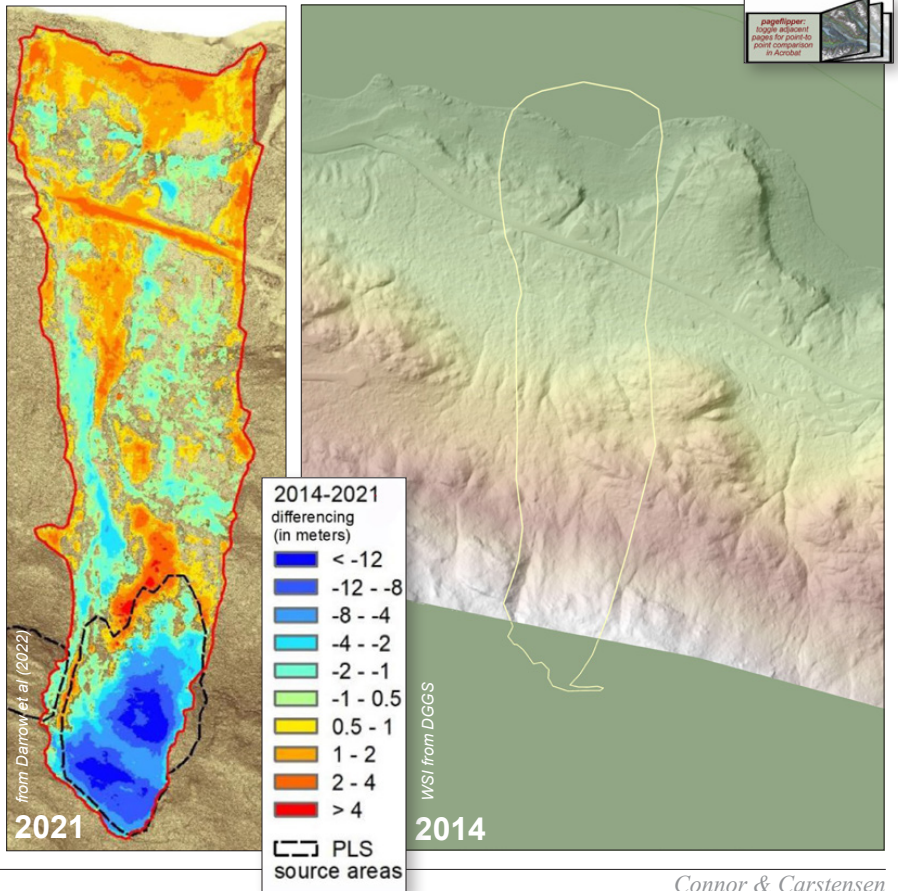 pageflipper:
toggle adjacent
pages for point-to
point comparison
in Acrobat
from Darrow et al (2022)
2021
2014-2021
differencing
(in meters)
< -12
-12 - -8
-8 - -4
-4 - -2
-2 - -1
-1 - 0.5
0.5 - 1
1 - 2
2 - 4
> 4
PLS
source areas
WSI from DGGS
2014
Connor & Carstensen